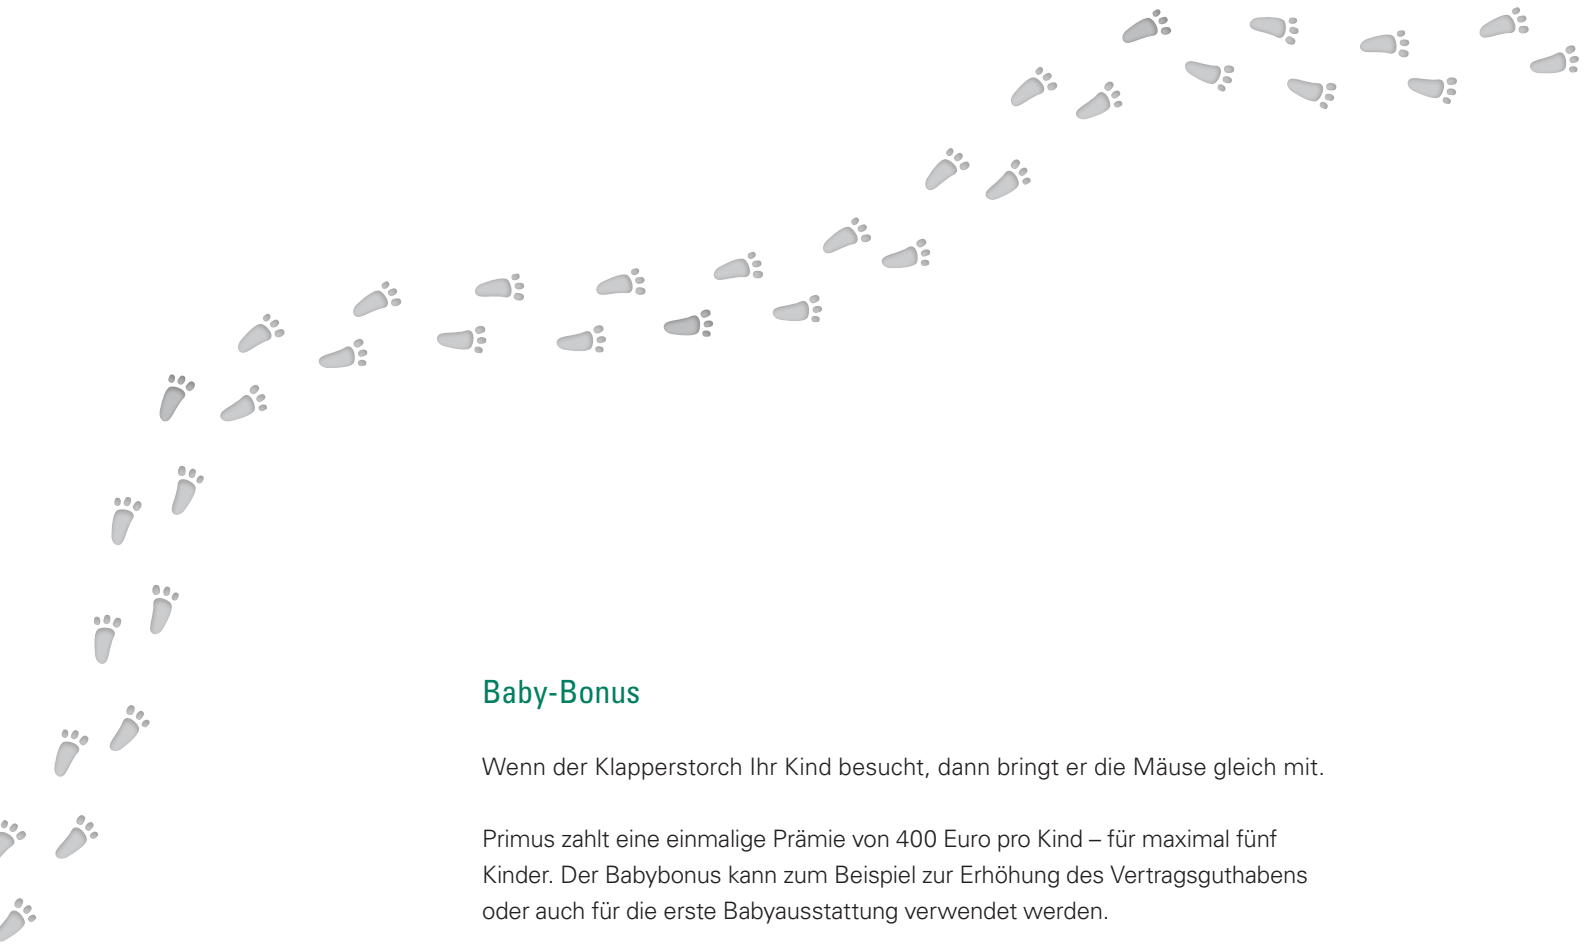 Baby-Bonus
Wenn der Klapperstorch Ihr Kind besucht, dann bringt er die Mäuse gleich mit.
Primus zahlt eine einmalige Prämie von 400 Euro pro Kind – für maximal fünf
Kinder. Der Babybonus kann zum Beispiel zur Erhöhung des Vertragsguthabens
oder auch für die erste Babyausstattung verwendet werden.